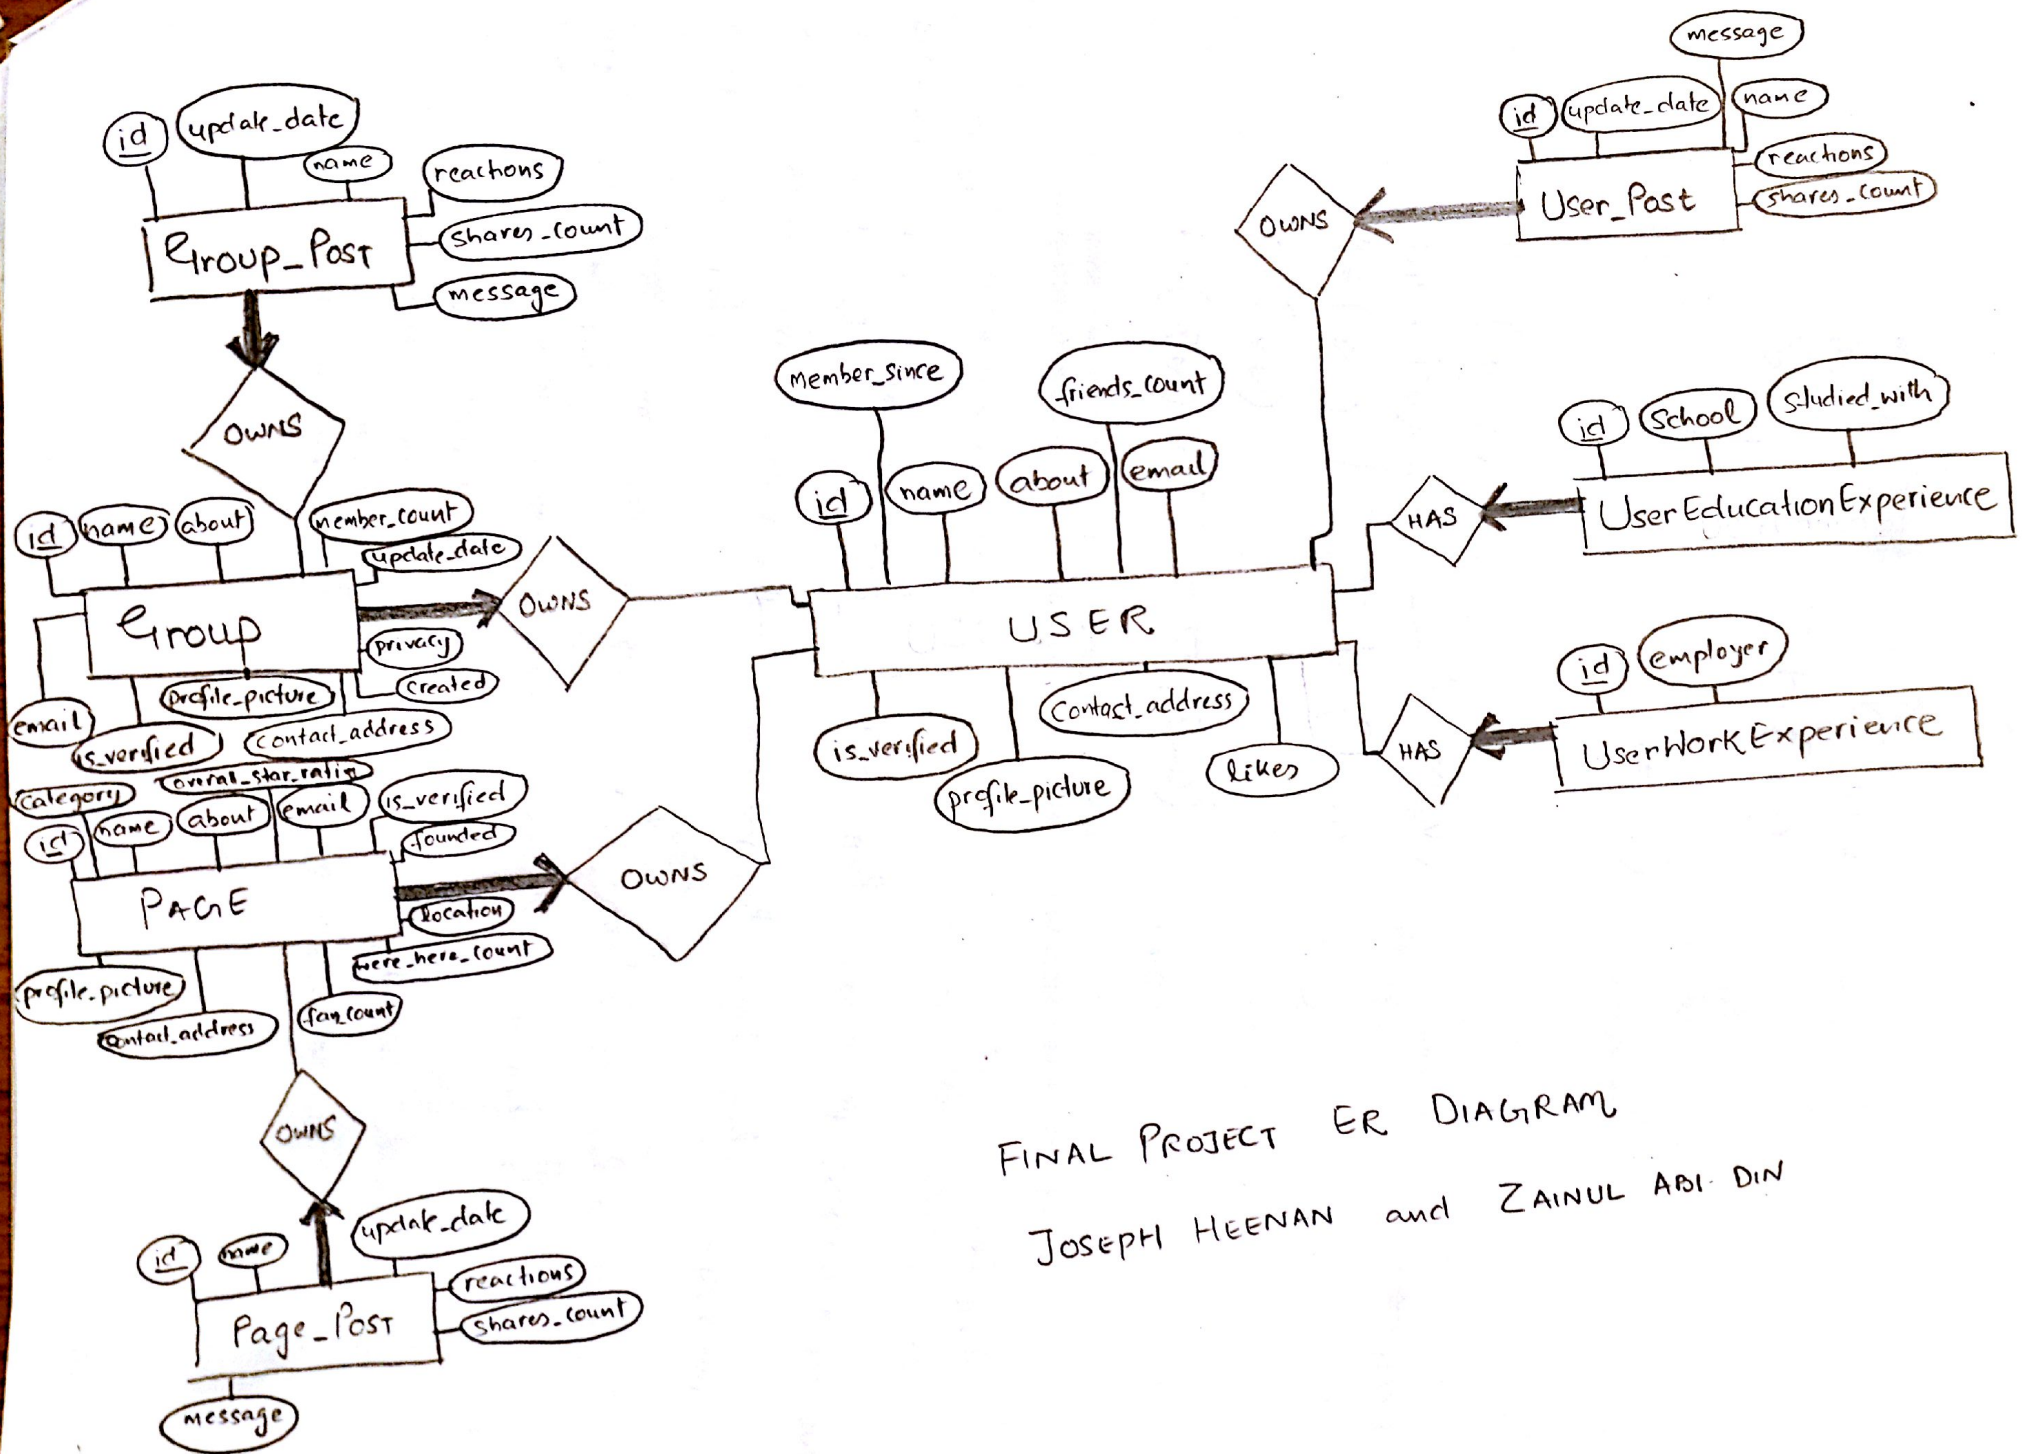 message
id
update_date
name
reactions
shares_count
User_Post
OWNS
id
update_date
name
reactions
shares_count
message
Group_Post
OWNS
member_since
friends_count
id
name
about
email
USER
is_verified
profile_picture
contact_address
likes
id
school
studied_with
UserEducationExperience
HAS
id
employer
UserWorkExperience
HAS
id
name
about
member_count
update_date
Group
OWNS
privacy
created
email
is_verified
profile_picture
contact_address
category
overall_star_rating
id
name
about
email
is_verified
founded
PAGE
OWNS
location
were_here_count
profile_picture
contact_address
fan_count
OWNS
id
name
update_date
reactions
shares_count
Page_Post
message
FINAL PROJECT ER DIAGRAM
JOSEPH HEENAN and ZAINUL ABI DIN